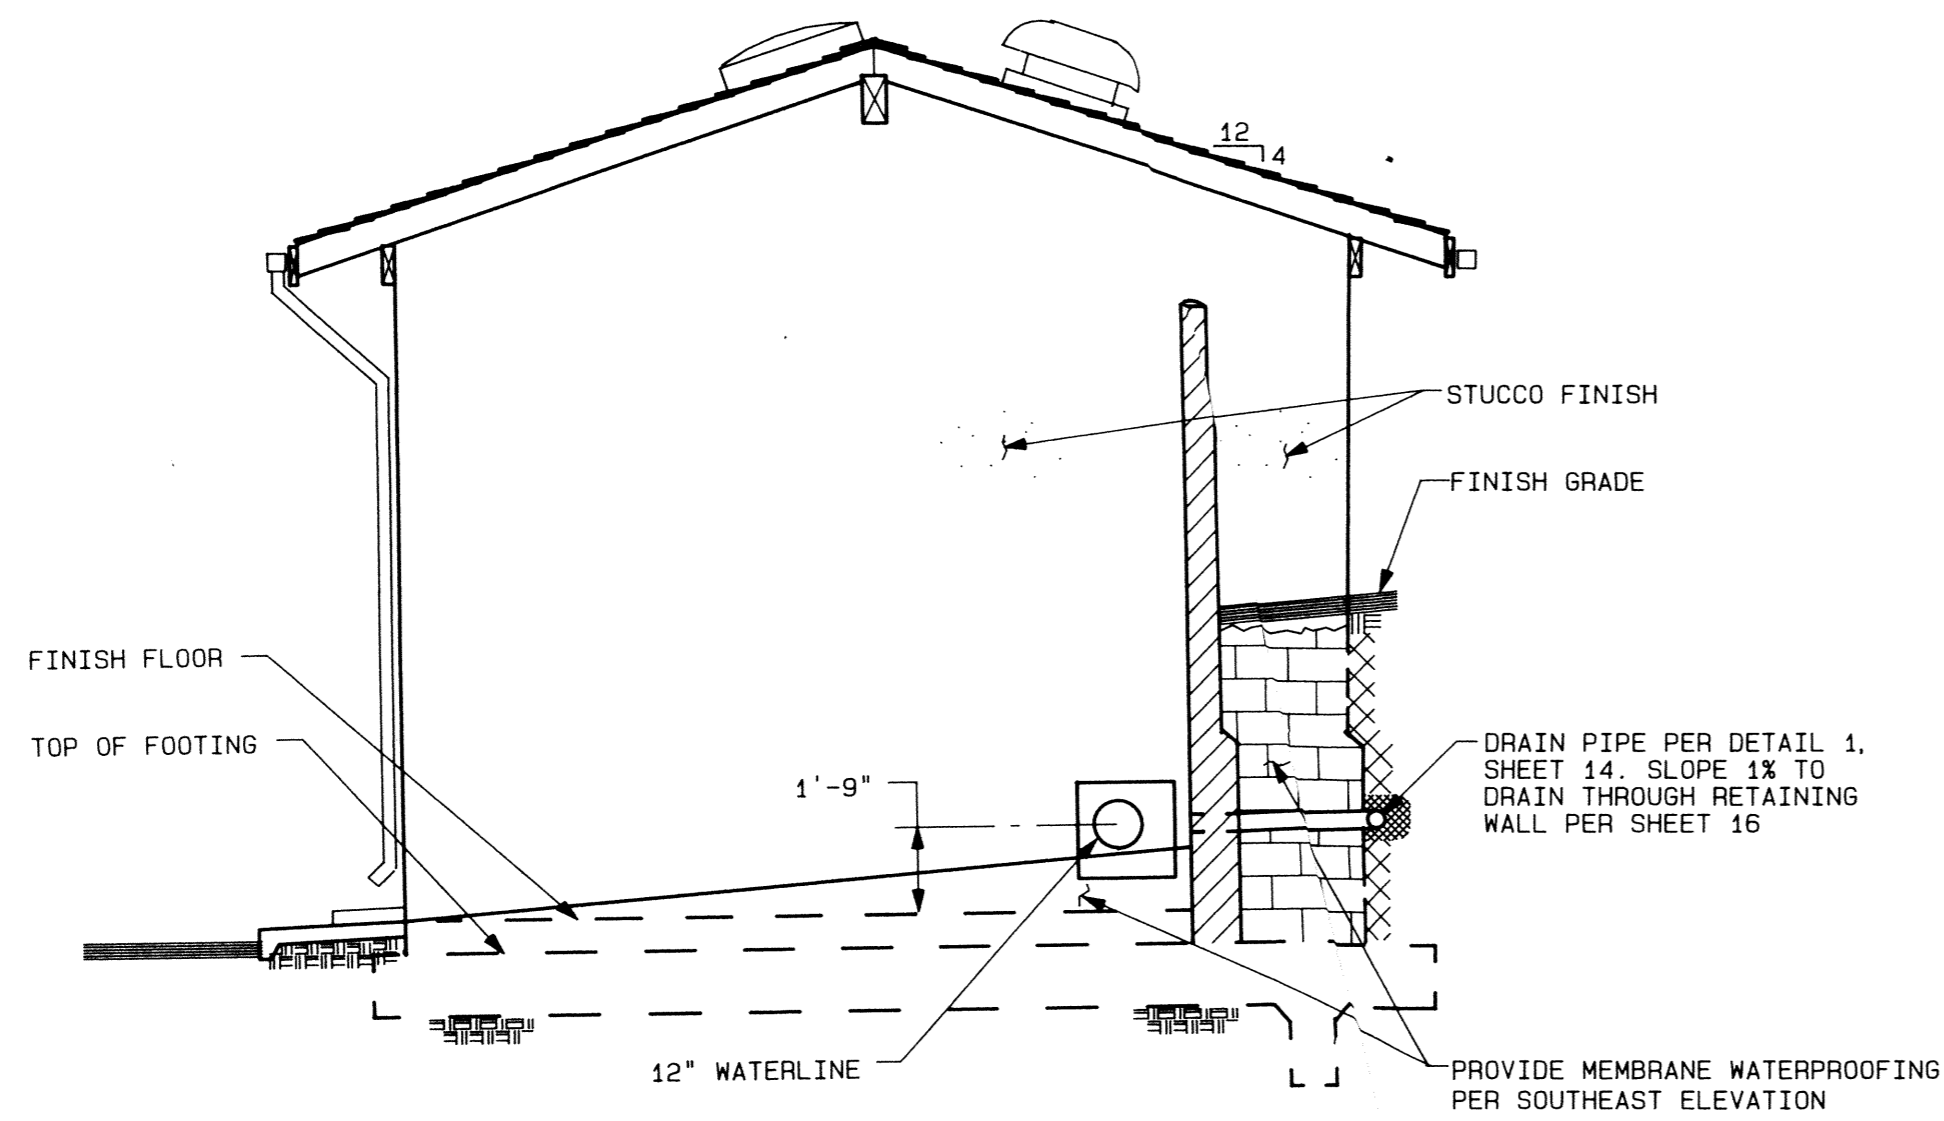 12
4
STUCCO FINISH
FINISH GRADE
FINISH FLOOR
TOP OF FOOTING
1'-9"
DRAIN PIPE PER DETAIL 1,
SHEET 14. SLOPE 1% TO
DRAIN THROUGH RETAINING
WALL PER SHEET 16
12" WATERLINE
PROVIDE MEMBRANE WATERPROOFING
PER SOUTHEAST ELEVATION